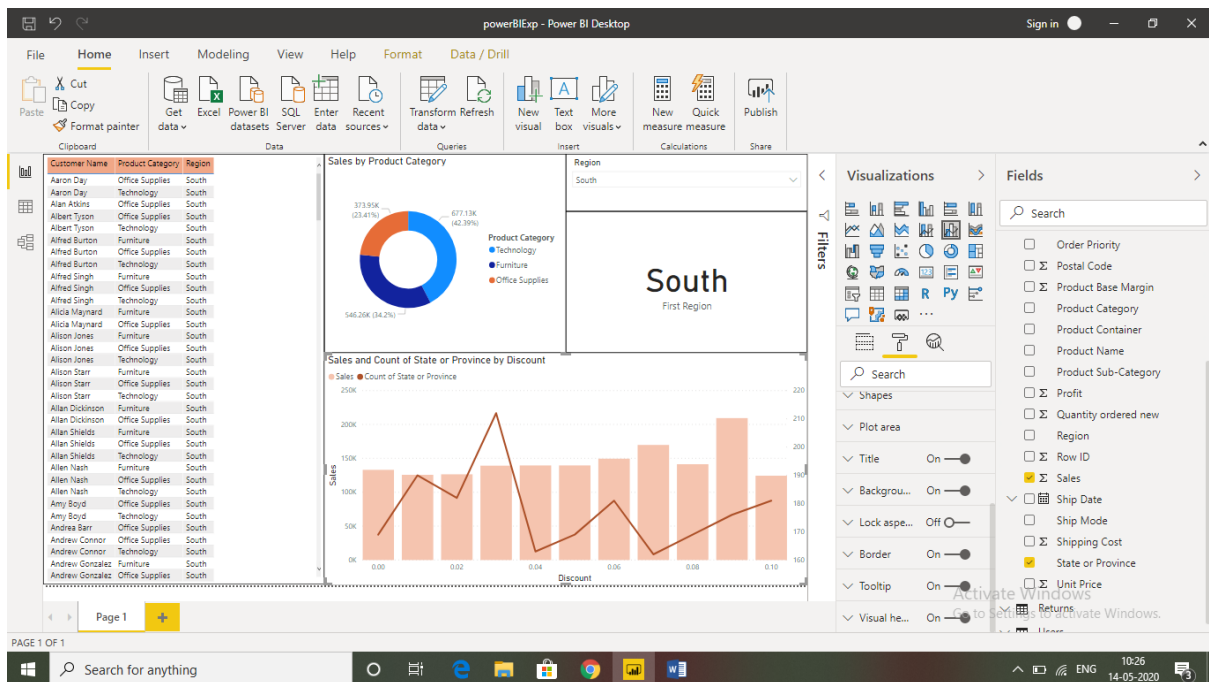 powerBIExp - Power BI Desktop
Sign in
File Home Insert Modeling View Help Format Data / Drill
Paste
Cut
Copy
Format painter
Get data
Excel
Power BI datasets
SQL Server
Enter data
Recent sources
Transform data
Refresh
New visual
Text box
More visuals
New measure
Quick measure
Publish
Clipboard Data Queries Insert Calculations Share
Customer Name Product Category Region
Aaron Day Office Supplies South
Aaron Day Technology South
Alan Atkins Office Supplies South
Albert Tyson Office Supplies South
Albert Tyson Technology South
Alfred Burton Furniture South
Alfred Burton Office Supplies South
Alfred Burton Technology South
Alfred Singh Furniture South
Alfred Singh Office Supplies South
Alfred Singh Technology South
Alicia Maynard Furniture South
Alicia Maynard Office Supplies South
Alison Jones Furniture South
Alison Jones Office Supplies South
Alison Jones Technology South
Alison Starr Furniture South
Alison Starr Office Supplies South
Alison Starr Technology South
Allan Dickinson Furniture South
Allan Dickinson Office Supplies South
Allan Shields Furniture South
Allan Shields Office Supplies South
Allan Shields Technology South
Allen Nash Furniture South
Allen Nash Office Supplies South
Allen Nash Technology South
Amy Boyd Office Supplies South
Amy Boyd Technology South
Andrea Barr Office Supplies South
Andrew Connor Office Supplies South
Andrew Connor Technology South
Andrew Gonzalez Furniture South
Andrew Gonzalez Office Supplies South
Sales by Product Category
373.95K
(23.41%)
677.13K
(42.39%)
546.26K (34.2%)
Product Category
Technology
Furniture
Office Supplies
Region
South
South
First Region
Sales and Count of State or Province by Discount
Sales Count of State or Province
250K
200K
150K
100K
50K
0K
Sales
220
210
200
190
180
170
160
0.00 0.02 0.04 0.06 0.08 0.10
Discount
Filters
Visualizations
R Py
123
Search
Shapes
Plot area
Title On
Backgrou... On
Lock aspe... Off
Border On
Tooltip On
Visual he... On
Fields
Search
Order Priority
Σ Postal Code
Σ Product Base Margin
Product Category
Product Container
Product Name
Product Sub-Category
Σ Profit
Σ Quantity ordered new
Region
Σ Row ID
Σ Sales
Ship Date
Ship Mode
Σ Shipping Cost
State or Province
Σ Unit Price
Returns
Users
Activate Windows
Go to Settings to activate Windows.
Page 1 +
PAGE 1 OF 1
Search for anything
ENG
10:26
14-05-2020
3